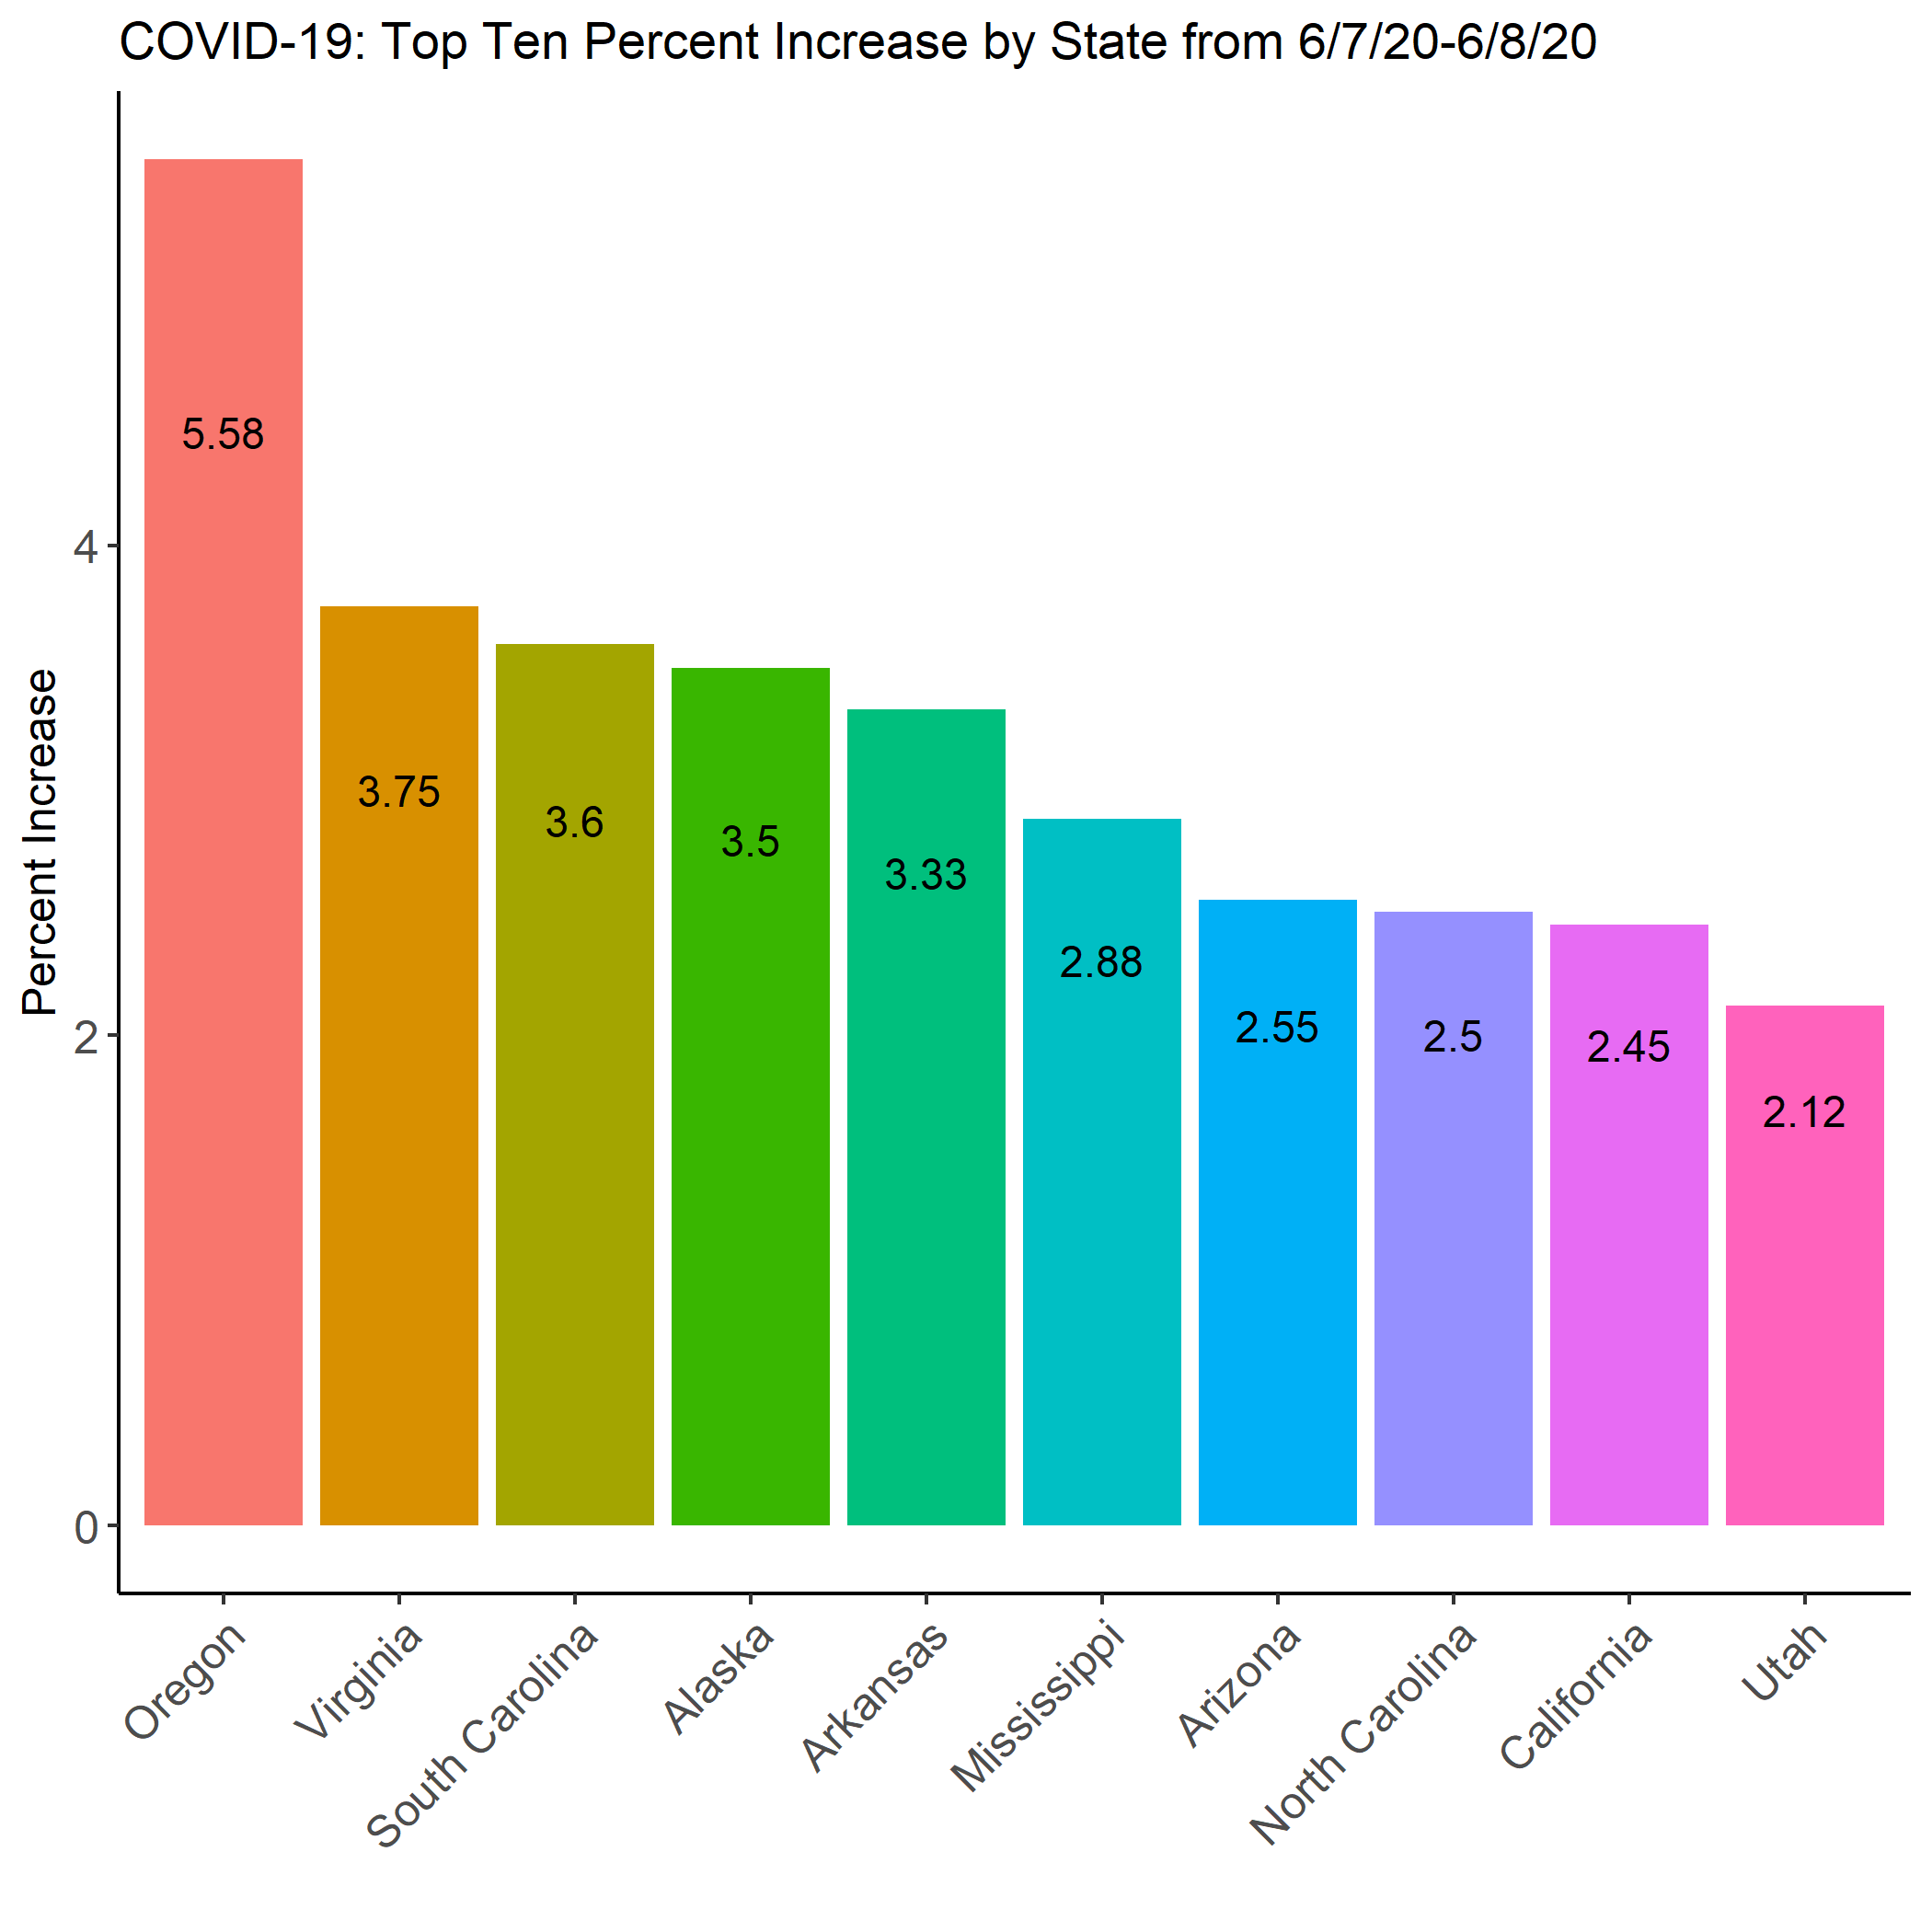 COVID-19: Top Ten Percent Increase by State from 6/7/20-6/8/20
Percent Increase
4
2
0
5.58
3.75
3.6
3.5
3.33
2.88
2.55
2.5
2.45
2.12
Oregon
Virginia
South Carolina
Alaska
Arkansas
Mississippi
Arizona
North Carolina
California
Utah